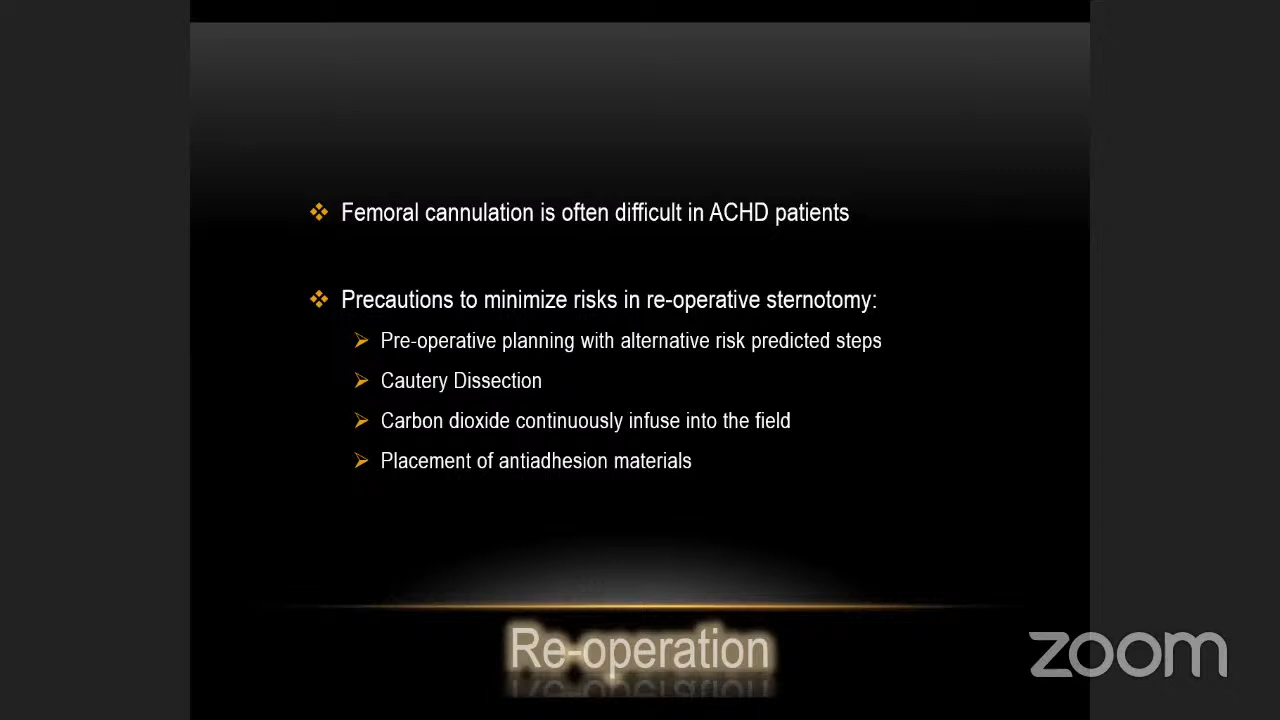 Femoral cannulation is often difficult in ACHD patients
Precautions to minimize risks in re-operative sternotomy:
Pre-operative planning with alternative risk predicted steps
Cautery Dissection
Carbon dioxide continuously infuse into the field
Placement of antiadhesion materials
Re-operation
zoom